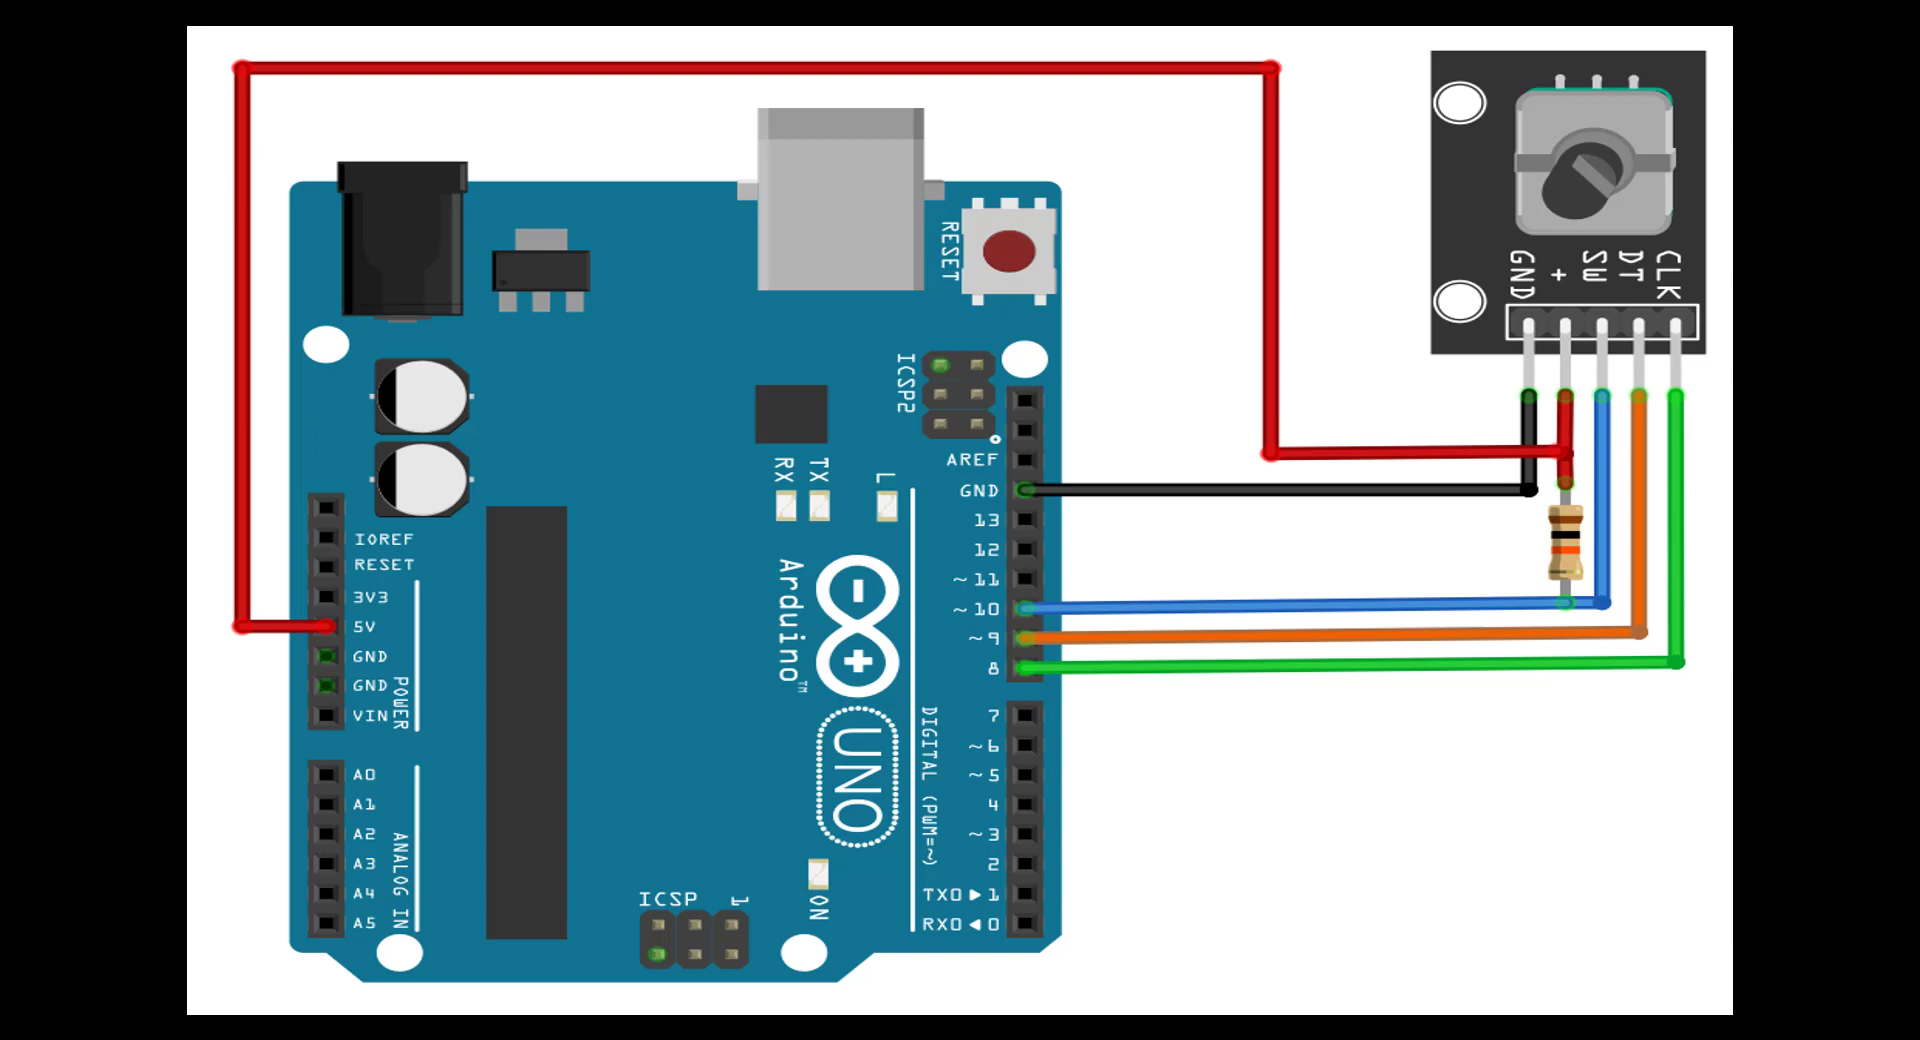 GND
+
SW
DT
CLK
RESET
ICSP2
AREF
GND
13
12
~11
~10
~9
8
RX
TX
L
IOREF
RESET
3V3
5V
GND
GND
VIN
POWER
Arduino™
UNO
DIGITAL (PWM=~)
7
~6
~5
4
~3
2
TX0▶1
RX0◀0
A0
A1
A2
A3
A4
A5
ANALOG IN
ICSP
1
ON